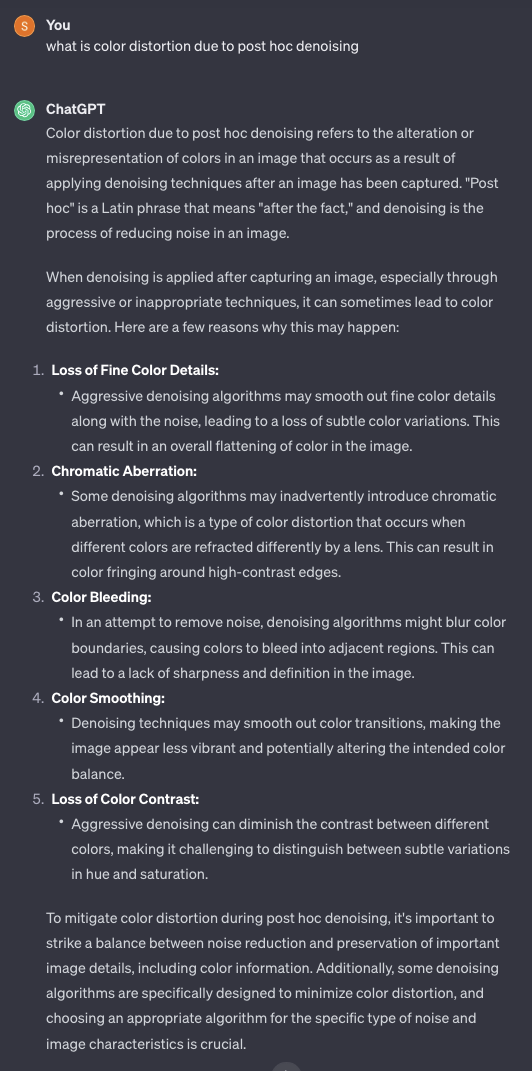 S You
what is color distortion due to post hoc denoising
ChatGPT
Color distortion due to post hoc denoising refers to the alteration or
misrepresentation of colors in an image that occurs as a result of
applying denoising techniques after an image has been captured. "Post
hoc" is a Latin phrase that means "after the fact," and denoising is the
process of reducing noise in an image.
When denoising is applied after capturing an image, especially through
aggressive or inappropriate techniques, it can sometimes lead to color
distortion. Here are a few reasons why this may happen:
1. Loss of Fine Color Details:
• Aggressive denoising algorithms may smooth out fine color details
along with the noise, leading to a loss of subtle color variations. This
can result in an overall flattening of color in the image.
2. Chromatic Aberration:
• Some denoising algorithms may inadvertently introduce chromatic
aberration, which is a type of color distortion that occurs when
different colors are refracted differently by a lens. This can result in
color fringing around high-contrast edges.
3. Color Bleeding:
• In an attempt to remove noise, denoising algorithms might blur color
boundaries, causing colors to bleed into adjacent regions. This can
lead to a lack of sharpness and definition in the image.
4. Color Smoothing:
• Denoising techniques may smooth out color transitions, making the
image appear less vibrant and potentially altering the intended color
balance.
5. Loss of Color Contrast:
• Aggressive denoising can diminish the contrast between different
colors, making it challenging to distinguish between subtle variations
in hue and saturation.
To mitigate color distortion during post hoc denoising, it's important to
strike a balance between noise reduction and preservation of important
image details, including color information. Additionally, some denoising
algorithms are specifically designed to minimize color distortion, and
choosing an appropriate algorithm for the specific type of noise and
image characteristics is crucial.